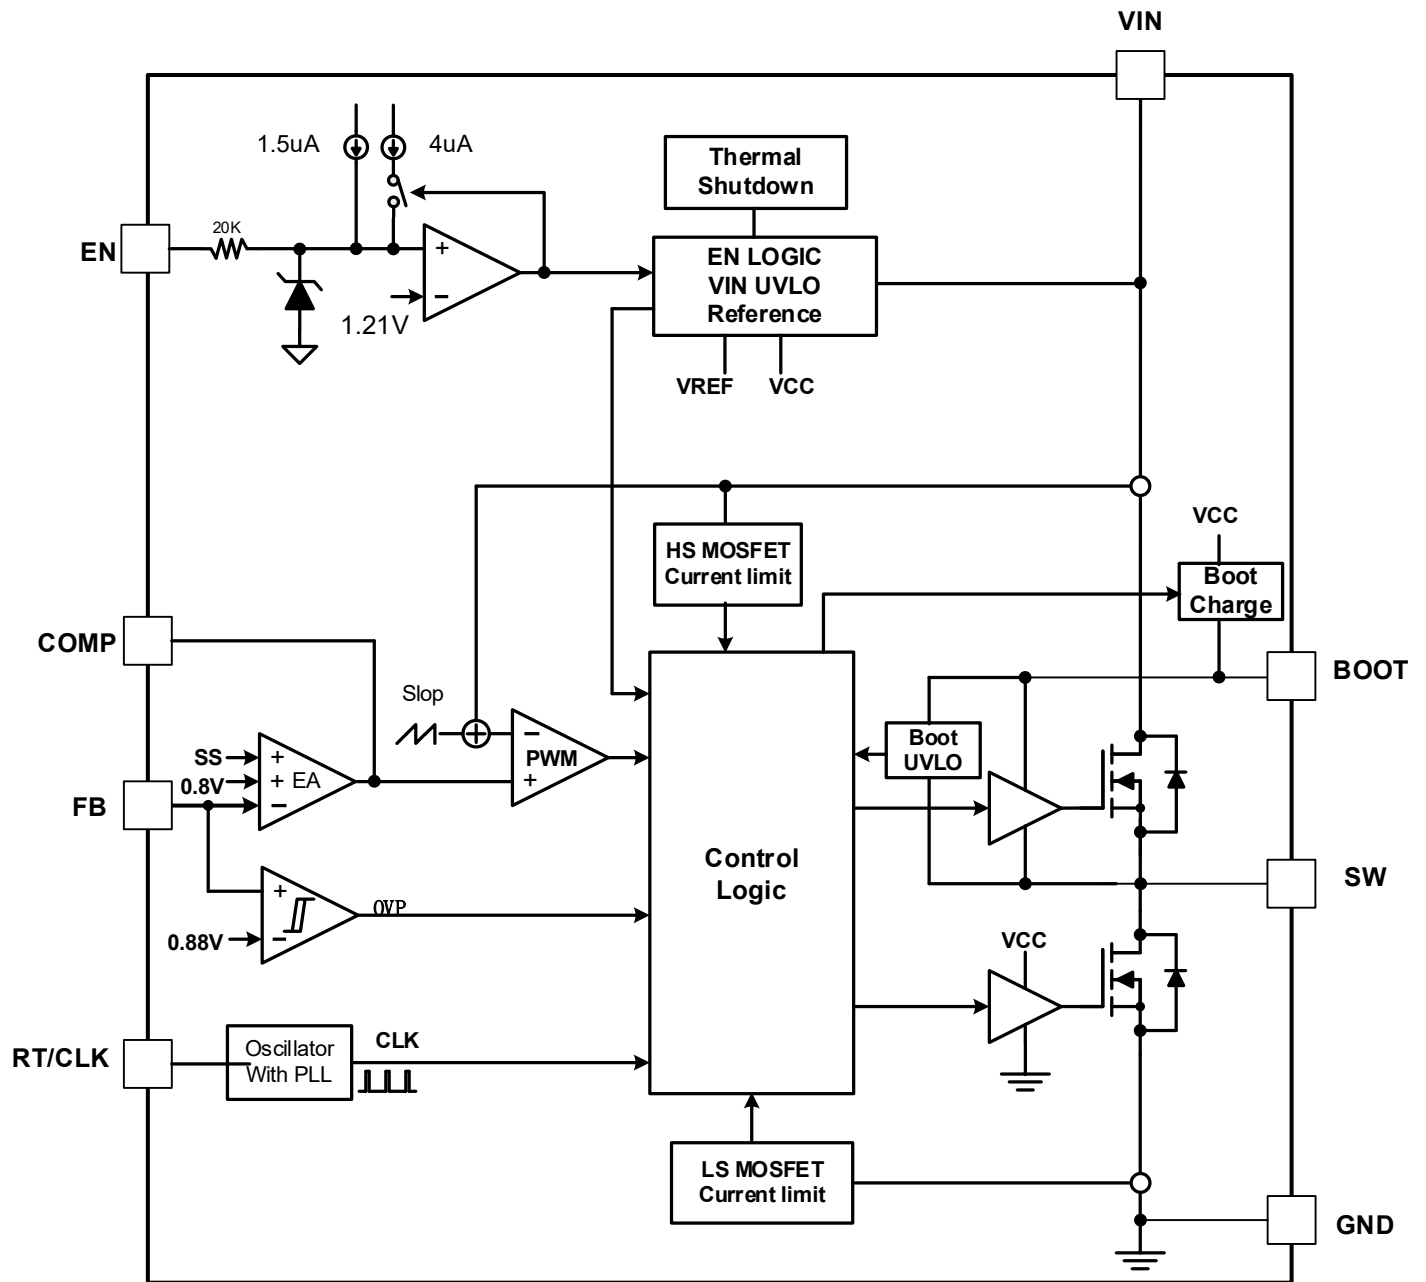 VIN
1.5uA
4uA
Thermal
Shutdown
20K
EN
+
−
1.21V
EN LOGIC
VIN UVLO
Reference
VREF
VCC
HS MOSFET
Current limit
VCC
Boot
Charge
COMP
BOOT
Slop
+
−
PWM
+
Boot
UVLO
SS
0.8V
+
+ EA
−
FB
Control
Logic
SW
+
−
0.88V
OVP
VCC
RT/CLK
Oscillator
With PLL
CLK
LS MOSFET
Current limit
GND